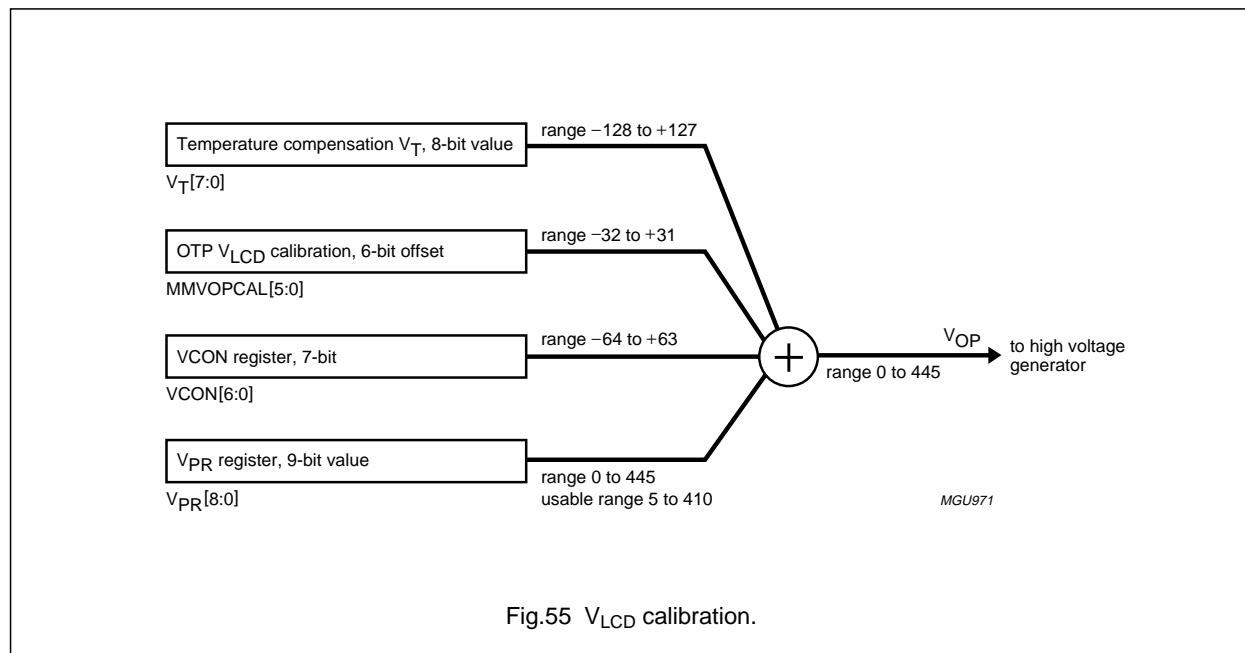 Temperature compensation VT, 8-bit value
range −128 to +127
VT[7:0]
OTP VLCD calibration, 6-bit offset
range −32 to +31
MMVOPCAL[5:0]
VCON register, 7-bit
range −64 to +63
VCON[6:0]
VPR register, 9-bit value
range 0 to 445
usable range 5 to 410
VPR[8:0]
+
VOP
range 0 to 445
to high voltage
generator
MGU971
Fig.55 VLCD calibration.